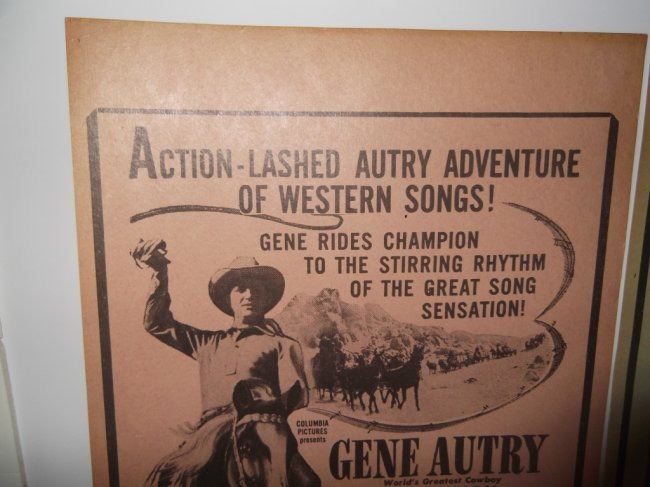 ACTION-LASHED AUTRY ADVENTURE
OF WESTERN SONGS!
GENE RIDES CHAMPION
TO THE STIRRING RHYTHM
OF THE GREAT SONG
SENSATION!
COLUMBIA
PICTURES
presents
GENE AUTRY
World's Greatest Cowboy